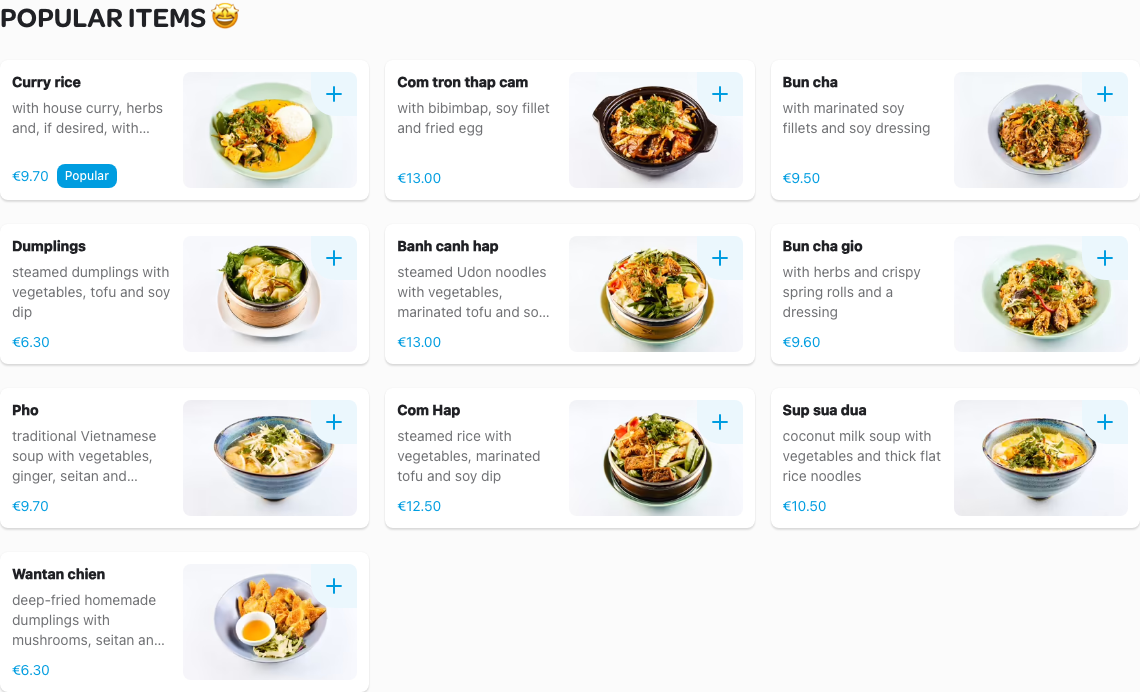 POPULAR ITEMS 🤩
Curry rice
with house curry, herbs
and, if desired, with...
€9.70 Popular
Com tron thap cam
with bibimbap, soy fillet
and fried egg
€13.00
Bun cha
with marinated soy
fillets and soy dressing
€9.50
Dumplings
steamed dumplings with
vegetables, tofu and soy
dip
€6.30
Banh canh hap
steamed Udon noodles
with vegetables,
marinated tofu and so...
€13.00
Bun cha gio
with herbs and crispy
spring rolls and a
dressing
€9.60
Pho
traditional Vietnamese
soup with vegetables,
ginger, seitan and...
€9.70
Com Hap
steamed rice with
vegetables, marinated
tofu and soy dip
€12.50
Sup sua dua
coconut milk soup with
vegetables and thick flat
rice noodles
€10.50
Wantan chien
deep-fried homemade
dumplings with
mushrooms, seitan an...
€6.30